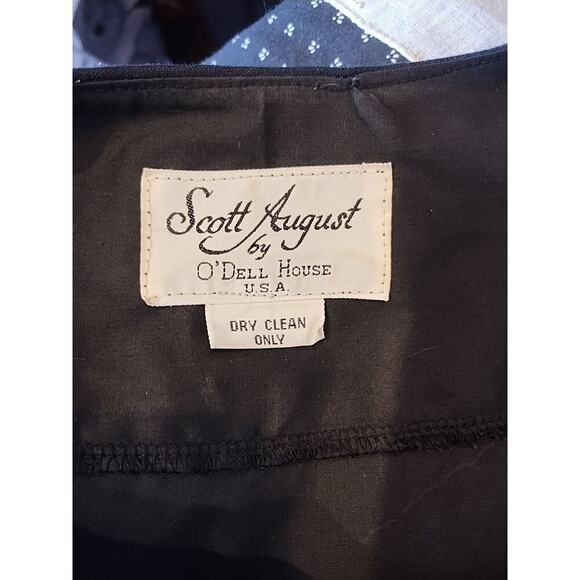 Scott August
by
O'DELL HOUSE
U.S.A.
DRY CLEAN
ONLY